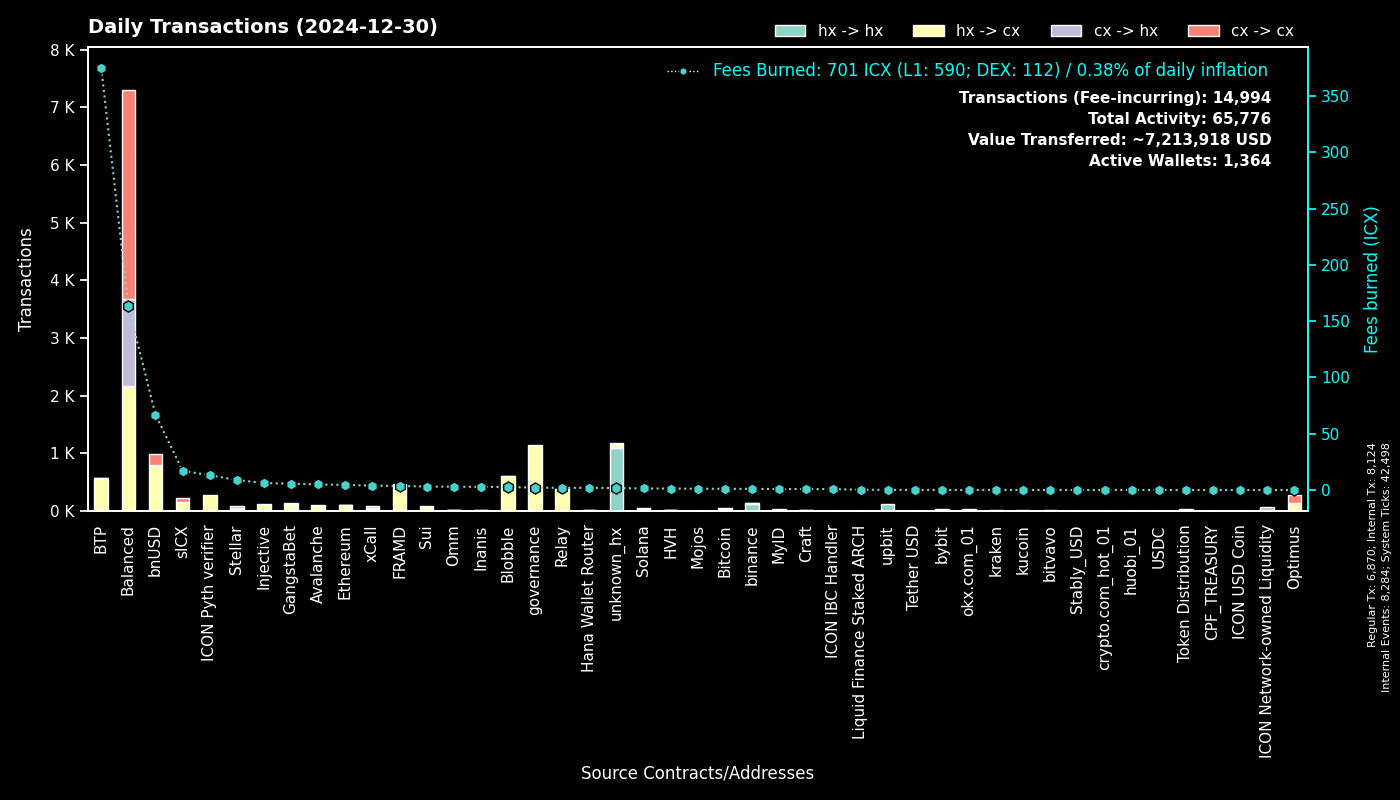 Daily Transactions (2024-12-30)
hx -> hx
hx -> cx
cx -> hx
cx -> cx
Fees Burned: 701 ICX (L1: 590; DEX: 112) / 0.38% of daily inflation
Transactions (Fee-incurring): 14,994
Total Activity: 65,776
Value Transferred: ~7,213,918 USD
Active Wallets: 1,364
Transactions
8 K
7 K
6 K
5 K
4 K
3 K
2 K
1 K
0 K
350
300
250
200
150
100
50
0
Fees burned (ICX)
BTP
Balanced
bnUSD
sICX
ICON Pyth verifier
Stellar
Injective
GangstaBet
Avalanche
Ethereum
xCall
FRAMD
Sui
Omm
Inanis
Blobble
governance
Relay
Hana Wallet Router
unknown_hx
Solana
HVH
Mojos
Bitcoin
binance
MyID
Craft
ICON IBC Handler
Liquid Finance Staked ARCH
upbit
Tether USD
bybit
okx.com_01
kraken
kucoin
bitvavo
Stably_USD
crypto.com_hot_01
huobi_01
USDC
Token Distribution
CPF_TREASURY
ICON USD Coin
ICON Network-owned Liquidity
Optimus
Source Contracts/Addresses
Regular Tx: 6,870; Internal Tx: 8,124
Internal Events: 8,284; System Ticks: 42,498